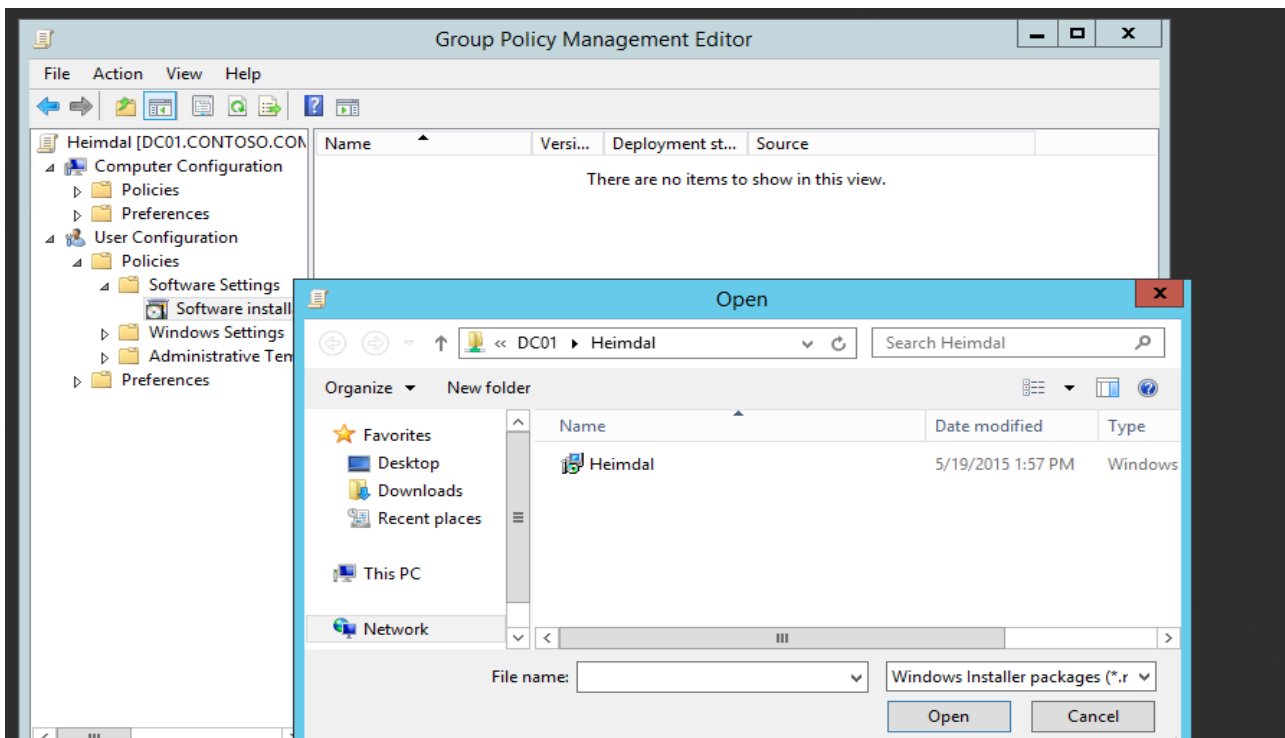 Group Policy Management Editor
File Action View Help
Heimdal [DC01.CONTOSO.CON
Computer Configuration
Policies
Preferences
User Configuration
Policies
Software Settings
Software install
Windows Settings
Administrative Ten
Preferences
Name Versi... Deployment st... Source
There are no items to show in this view.
Open
« DC01 Heimdal
Search Heimdal
Organize New folder
Favorites
Desktop
Downloads
Recent places
This PC
Network
Name Date modified Type
Heimdal 5/19/2015 1:57 PM Windows
File name:
Windows Installer packages (*.r
Open Cancel